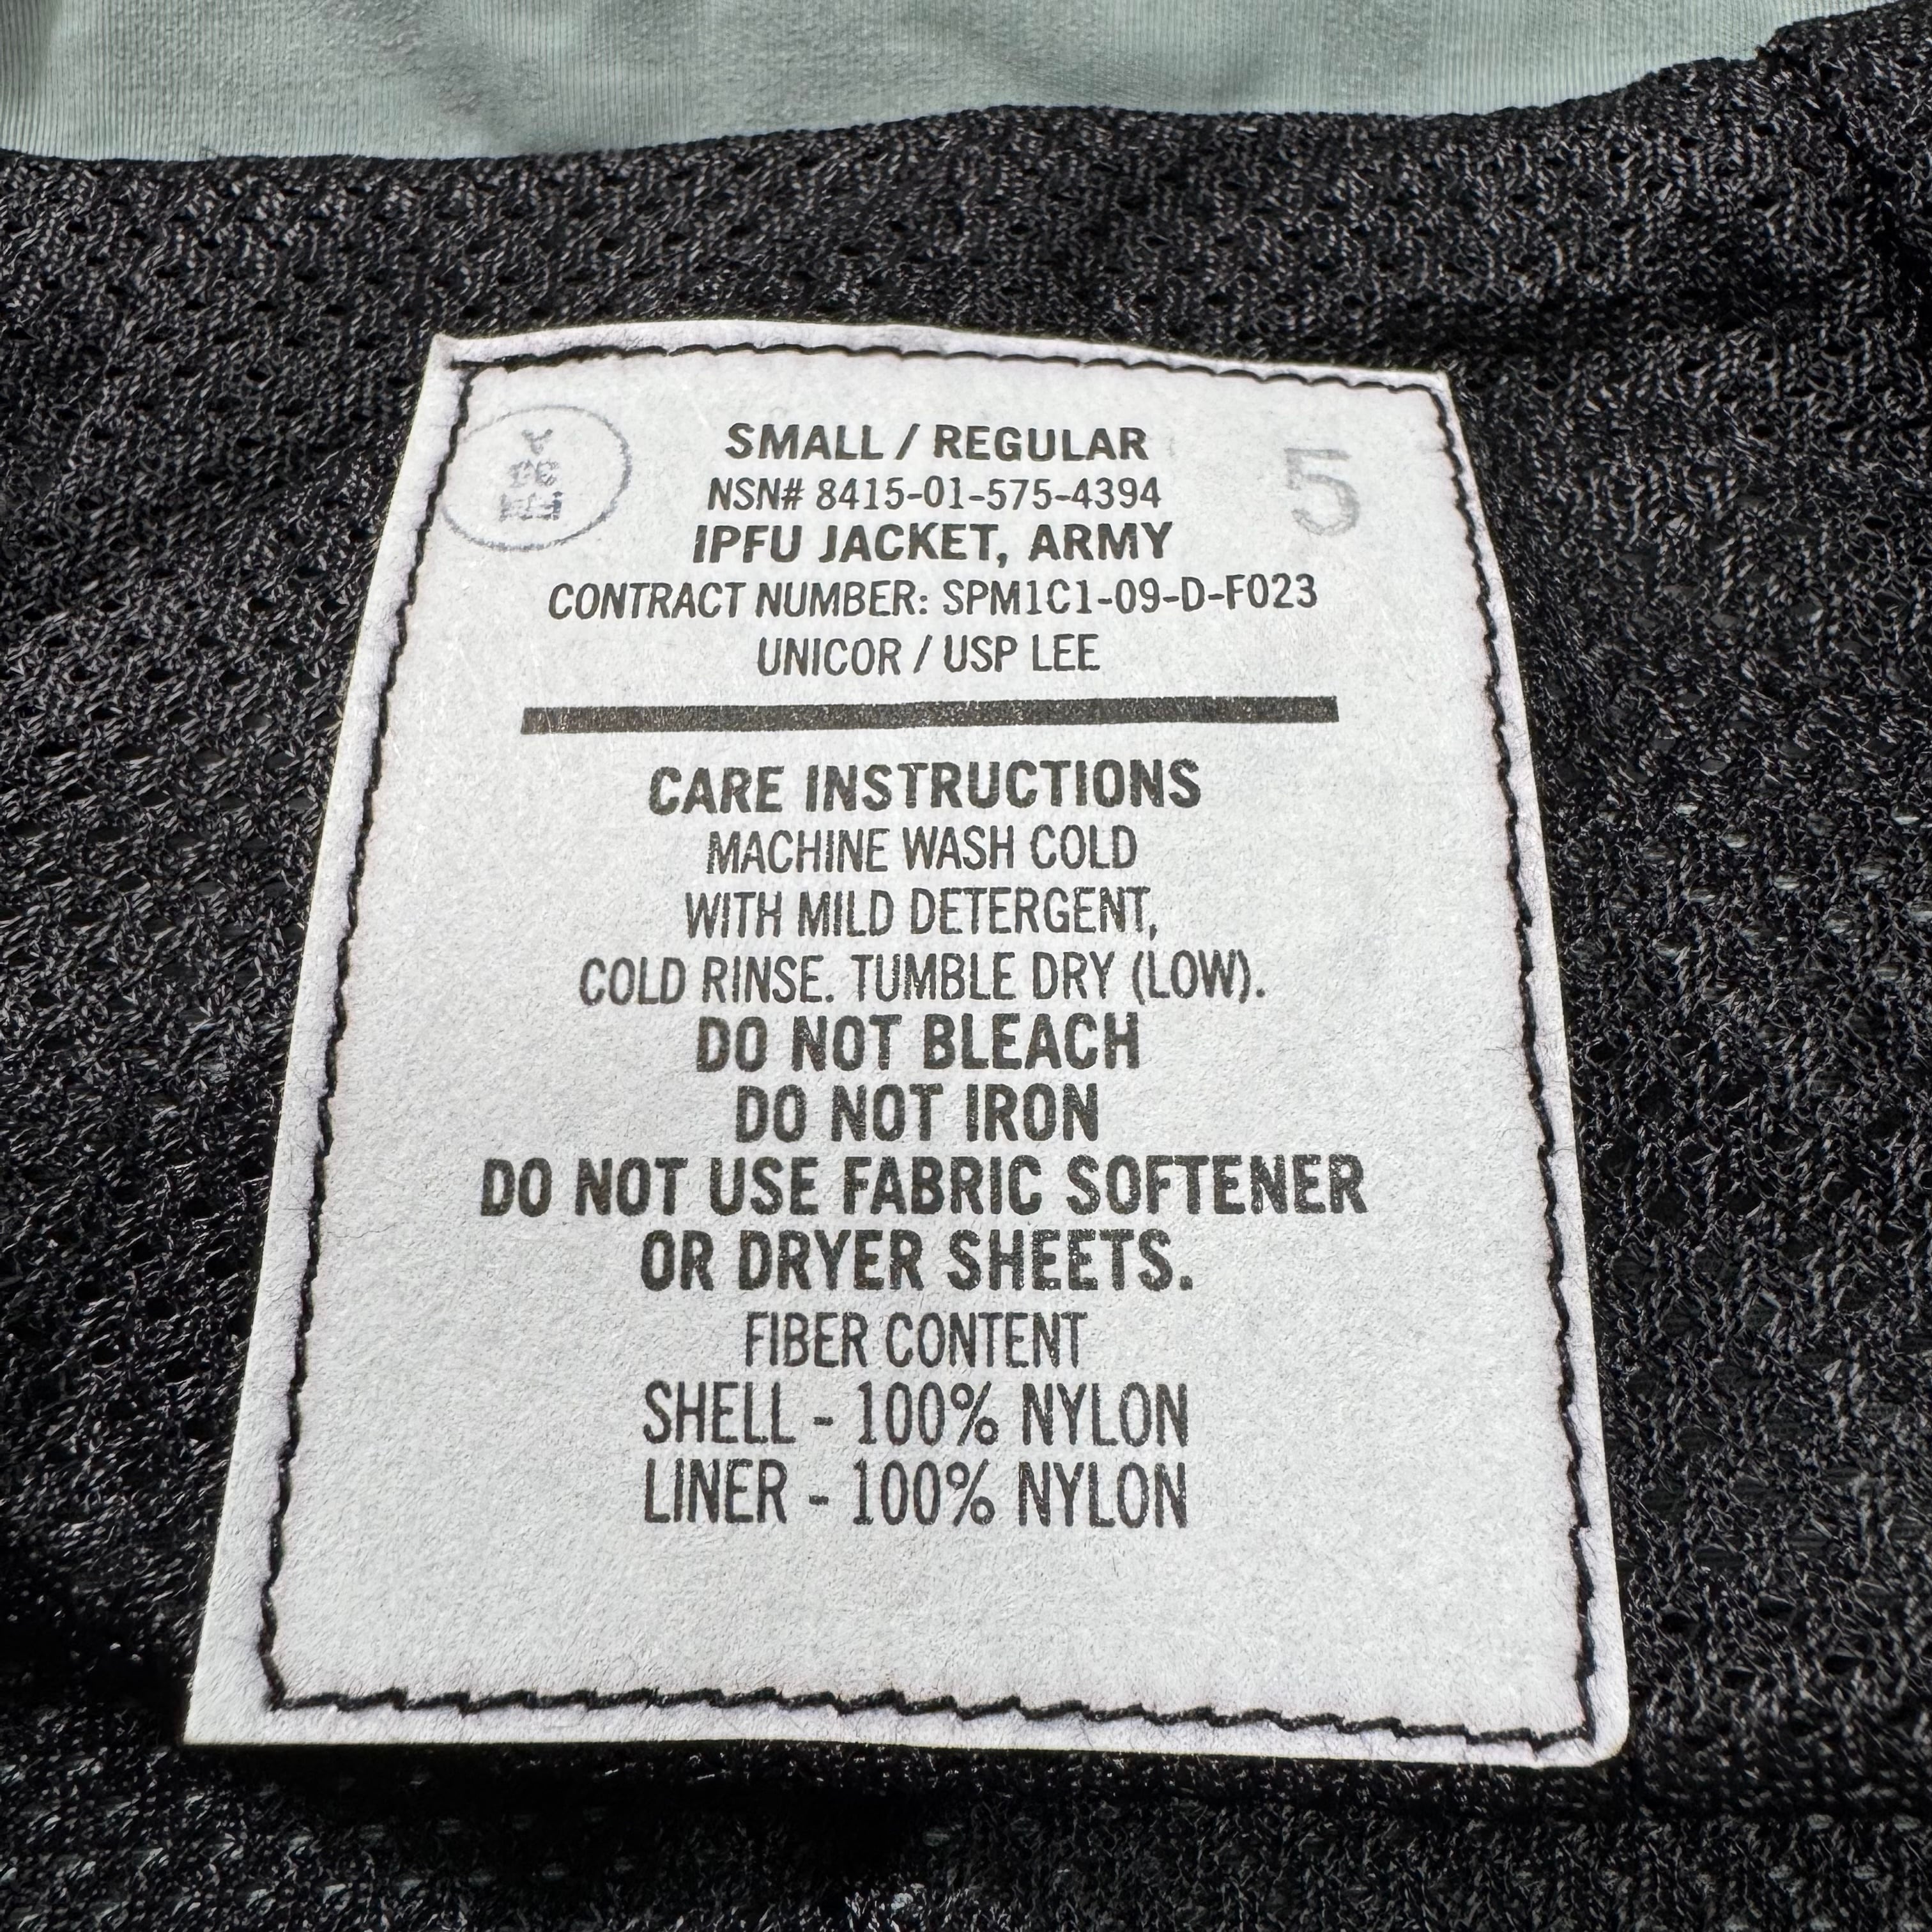 SMALL / REGULAR
5
NSN# 8415-01-575-4394
IPFU JACKET, ARMY
CONTRACT NUMBER: SPM1C1-09-D-F023
UNICOR / USP LEE
CARE INSTRUCTIONS
MACHINE WASH COLD
WITH MILD DETERGENT,
COLD RINSE. TUMBLE DRY (LOW).
DO NOT BLEACH
DO NOT IRON
DO NOT USE FABRIC SOFTENER
OR DRYER SHEETS.
FIBER CONTENT
SHELL - 100% NYLON
LINER - 100% NYLON